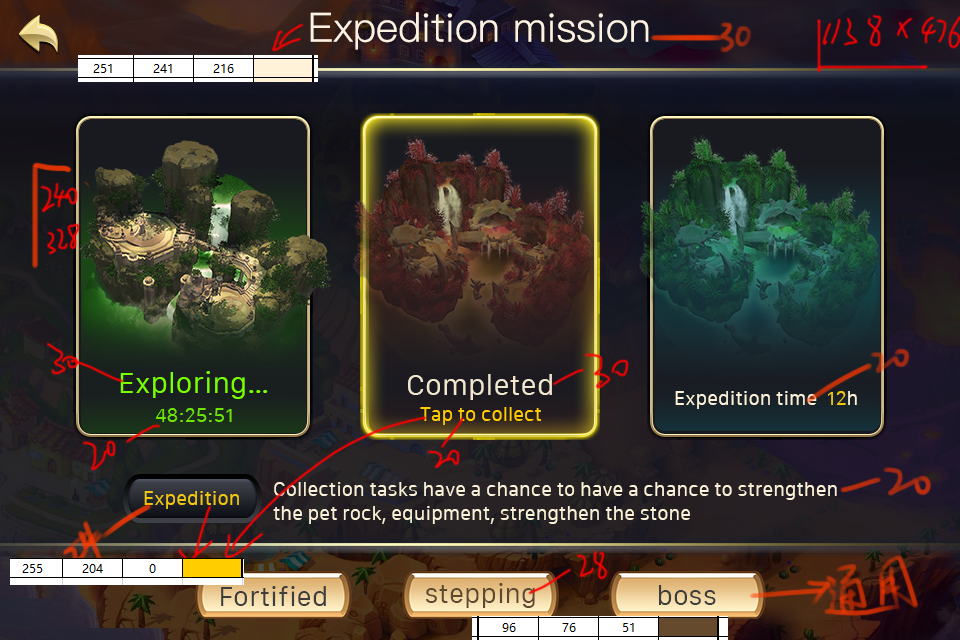 Expedition mission
30
1138 × 476
251 241 216
240
328
30
Exploring...
48:25:51
20
Completed
30
Tap to collect
20
20
Expedition time 12h
Expedition
24
Collection tasks have a chance to have a chance to strengthen
the pet rock, equipment, strengthen the stone
20
255 204 0
Fortified
stepping
28
boss
通用
96 76 51